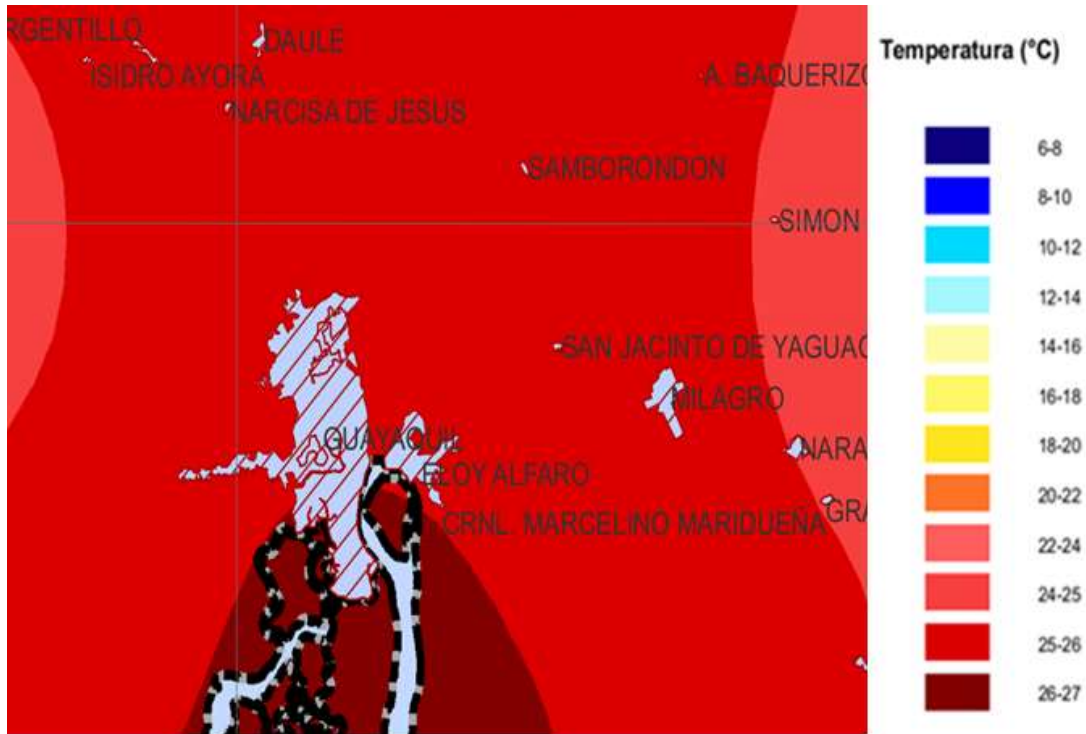 RGENTILLO
DAULE
ISIDRO AYORA
A. BAQUERIZO
NARCISA DE JESUS
SAMBORONDON
SIMON
SAN JACINTO DE YAGUAC
MILAGRO
GUAYAQUIL
NARA
ELOY ALFARO
CRNL. MARCELINO MARIDUEÑA
GRA
Temperatura (°C)
6-8
8-10
10-12
12-14
14-16
16-18
18-20
20-22
22-24
24-25
25-26
26-27